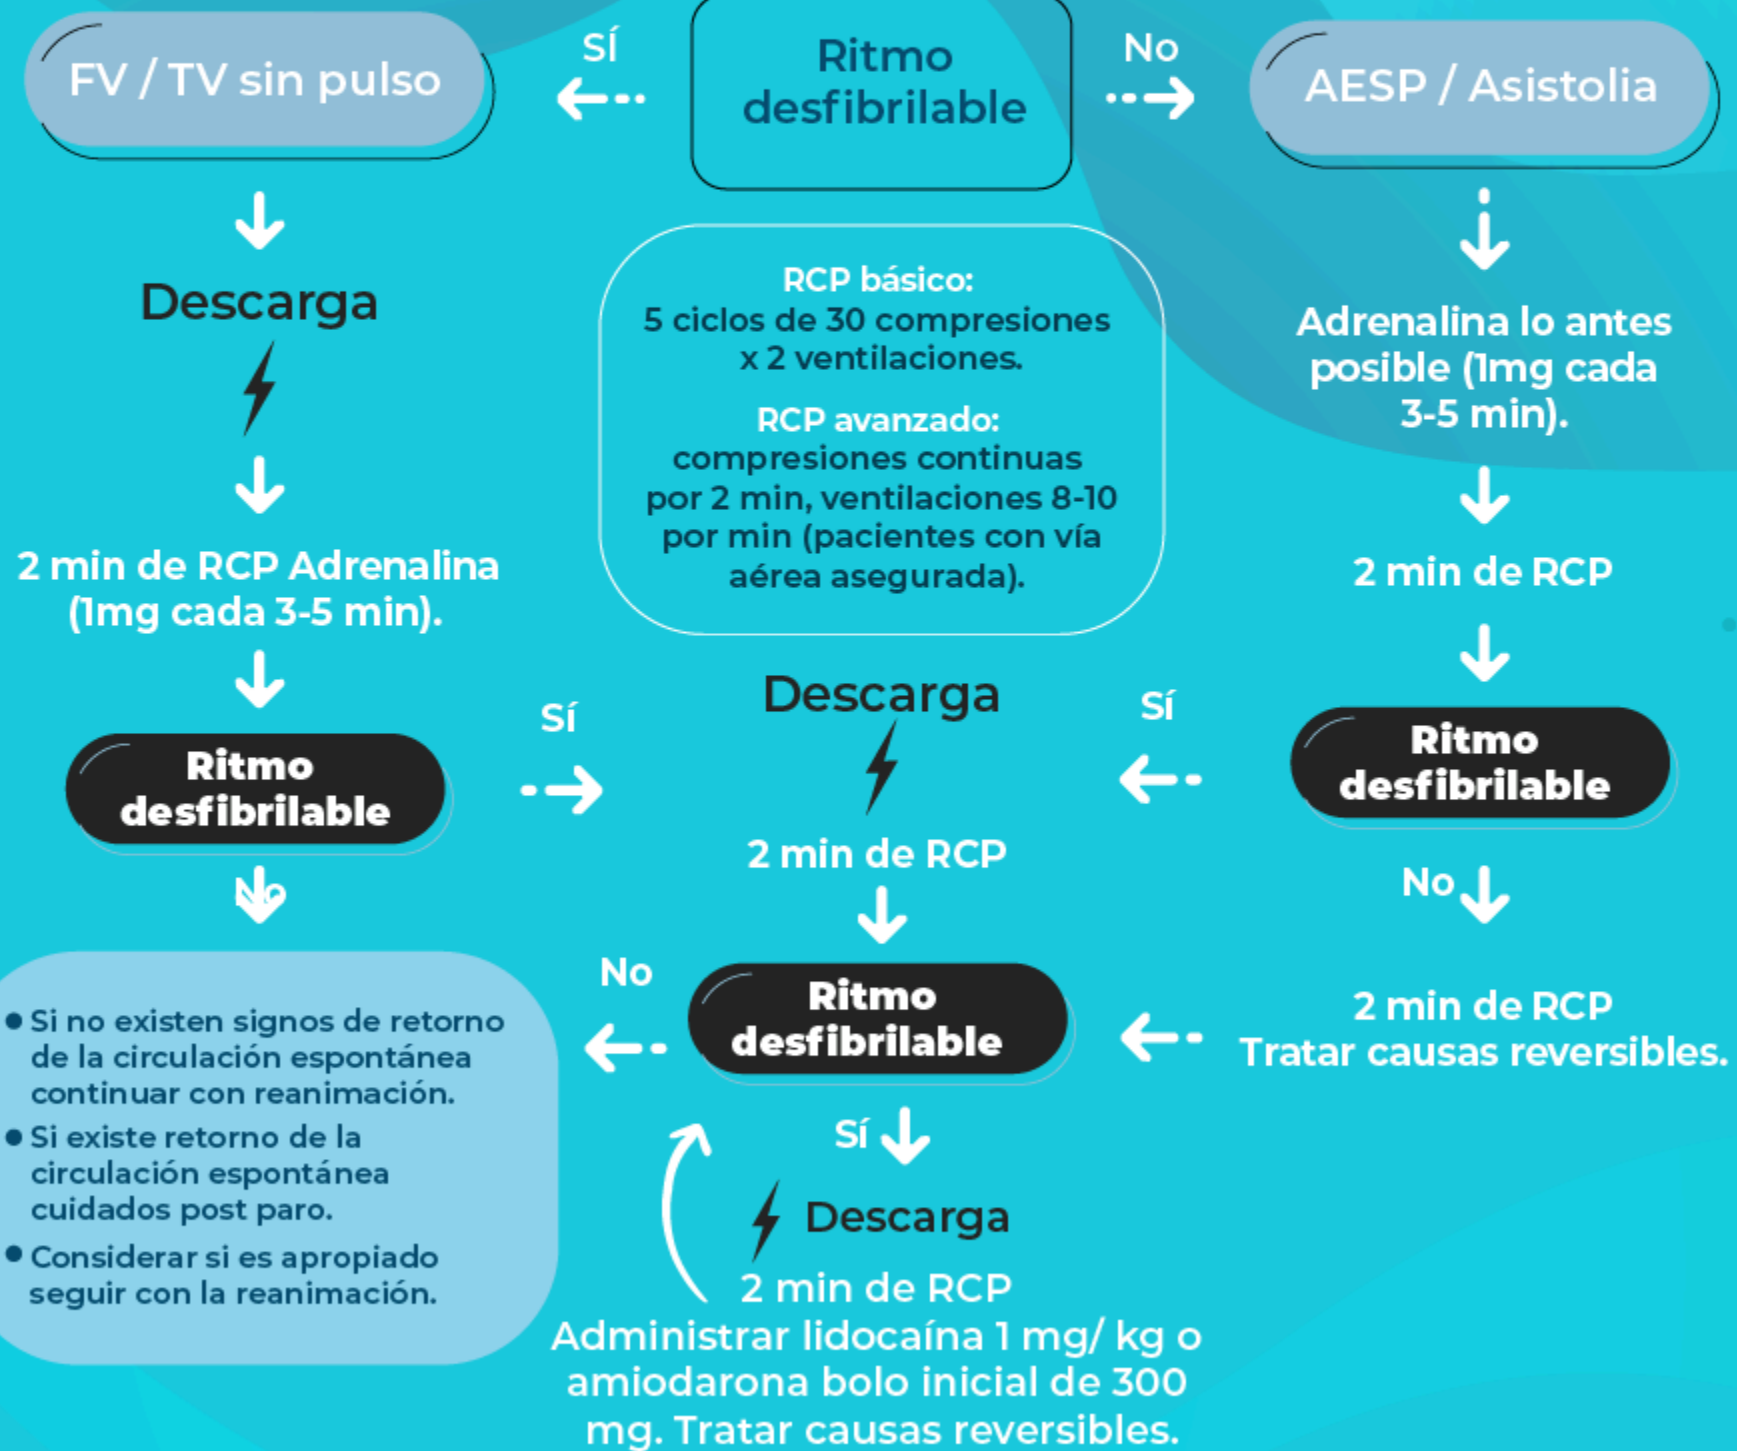 SÍ
Ritmo
desfibrilable
No
FV / TV sin pulso
AESP / Asistolia
Descarga
2 min de RCP Adrenalina
(1mg cada 3-5 min).
Ritmo
desfibrilable
Sí
No
RCP básico:
5 ciclos de 30 compresiones
x 2 ventilaciones.
RCP avanzado:
compresiones continuas
por 2 min, ventilaciones 8-10
por min (pacientes con vía
aérea asegurada).
Adrenalina lo antes
posible (1mg cada
3-5 min).
2 min de RCP
Ritmo
desfibrilable
Sí
No
2 min de RCP
Tratar causas reversibles.
Descarga
2 min de RCP
Ritmo
desfibrilable
No
Sí
Descarga
2 min de RCP
Administrar lidocaína 1 mg/ kg o
amiodarona bolo inicial de 300
mg. Tratar causas reversibles.
● Si no existen signos de retorno
de la circulación espontánea
continuar con reanimación.
● Si existe retorno de la
circulación espontánea
cuidados post paro.
● Considerar si es apropiado
seguir con la reanimación.